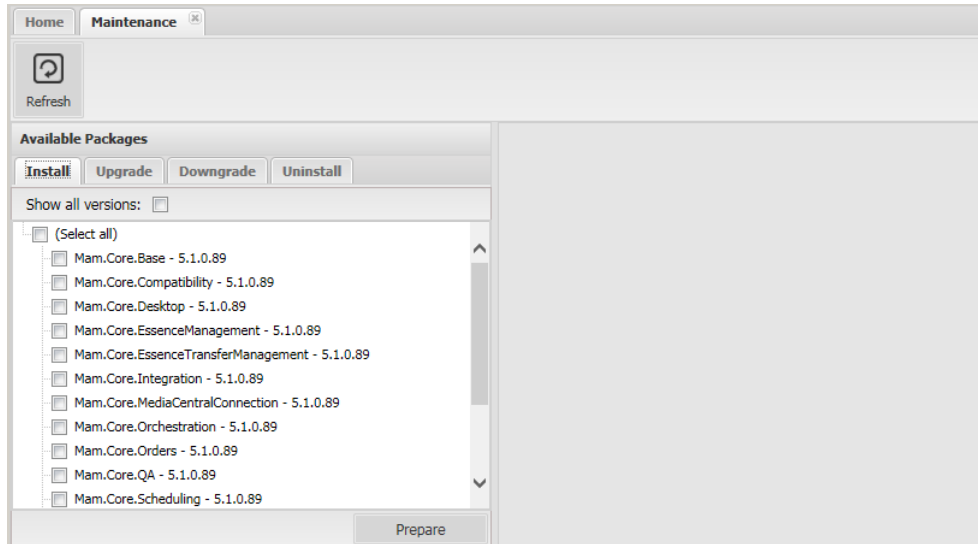 Home Maintenance
Refresh
Available Packages
Install Upgrade Downgrade Uninstall
Show all versions:
(Select all)
Mam.Core.Base - 5.1.0.89
Mam.Core.Compatibility - 5.1.0.89
Mam.Core.Desktop - 5.1.0.89
Mam.Core.EssenceManagement - 5.1.0.89
Mam.Core.EssenceTransferManagement - 5.1.0.89
Mam.Core.Integration - 5.1.0.89
Mam.Core.MediaCentralConnection - 5.1.0.89
Mam.Core.Orchestration - 5.1.0.89
Mam.Core.Orders - 5.1.0.89
Mam.Core.QA - 5.1.0.89
Mam.Core.Scheduling - 5.1.0.89
Prepare